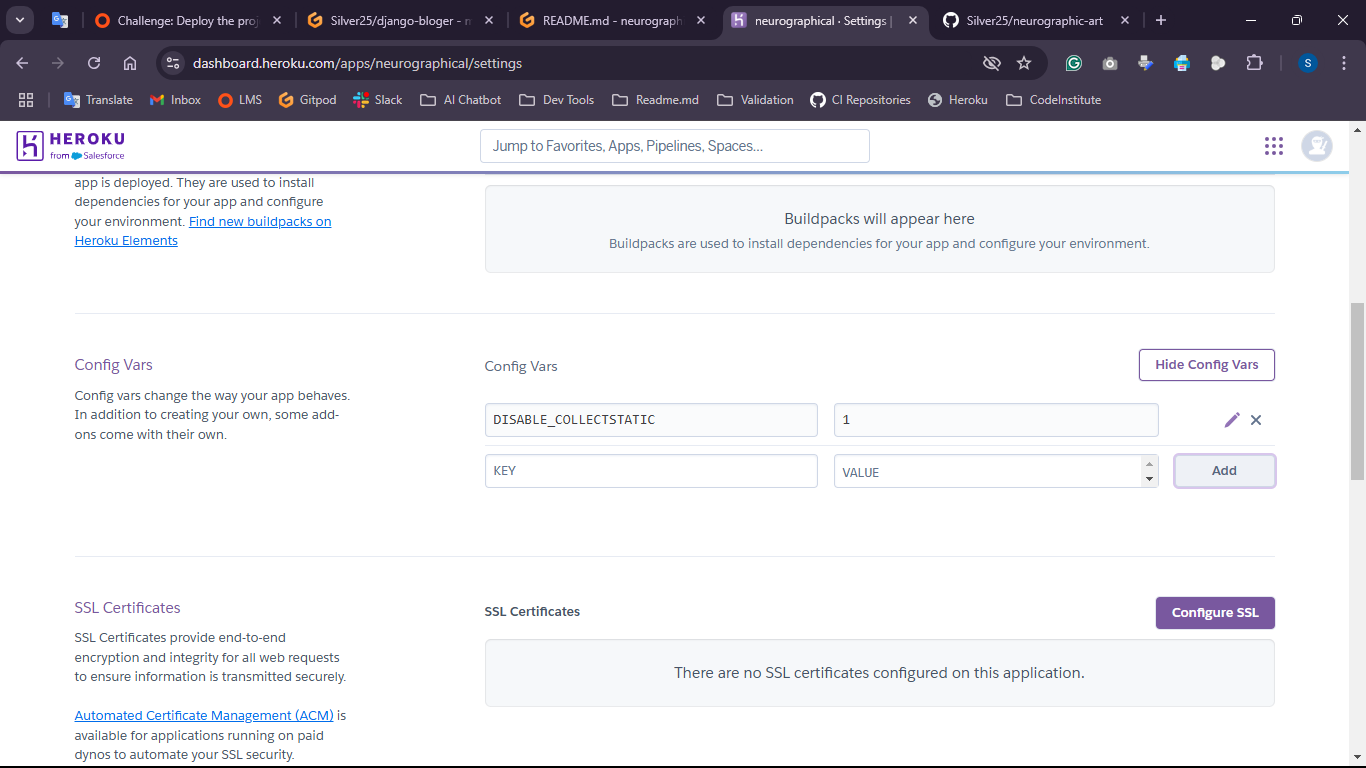 Challenge: Deploy the proj
Silver25/django-bloger - n
README.md - neurograph
neurographical · Settings |
Silver25/neurographic-art
dashboard.heroku.com/apps/neurographical/settings
S
Translate
Inbox
LMS
Gitpod
Slack
AI Chatbot
Dev Tools
Readme.md
Validation
CI Repositories
Heroku
CodeInstitute
HEROKU
from Salesforce
Jump to Favorites, Apps, Pipelines, Spaces...
app is deployed. They are used to install
dependencies for your app and configure
your environment. Find new buildpacks on
Heroku Elements
Buildpacks will appear here
Buildpacks are used to install dependencies for your app and configure your environment.
Config Vars
Config vars change the way your app behaves.
In addition to creating your own, some add-
ons come with their own.
Config Vars
Hide Config Vars
DISABLE_COLLECTSTATIC
1
KEY
VALUE
Add
SSL Certificates
SSL Certificates provide end-to-end
encryption and integrity for all web requests
to ensure information is transmitted securely.
Automated Certificate Management (ACM) is
available for applications running on paid
dynos to automate your SSL security.
SSL Certificates
Configure SSL
There are no SSL certificates configured on this application.